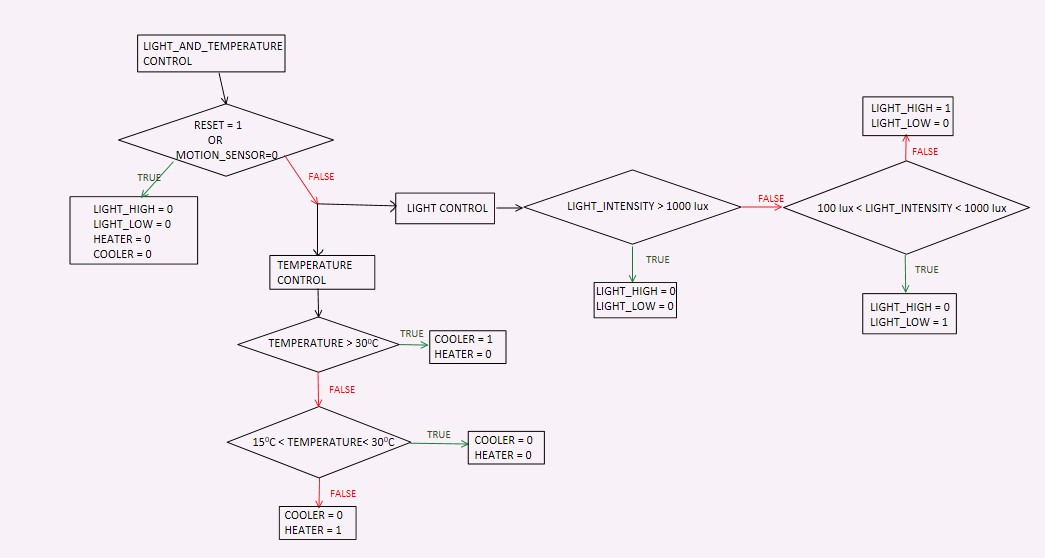 LIGHT_AND_TEMPERATURE
CONTROL
RESET = 1
OR
MOTION_SENSOR=0
TRUE
FALSE
LIGHT_HIGH = 0
LIGHT_LOW = 0
HEATER = 0
COOLER = 0
LIGHT CONTROL
LIGHT_INTENSITY > 1000 lux
FALSE
TRUE
LIGHT_HIGH = 0
LIGHT_LOW = 0
100 lux < LIGHT_INTENSITY < 1000 lux
FALSE
LIGHT_HIGH = 1
LIGHT_LOW = 0
TRUE
LIGHT_HIGH = 0
LIGHT_LOW = 1
TEMPERATURE
CONTROL
TEMPERATURE > 30⁰C
TRUE
COOLER = 1
HEATER = 0
FALSE
15⁰C < TEMPERATURE< 30⁰C
TRUE
COOLER = 0
HEATER = 0
FALSE
COOLER = 0
HEATER = 1